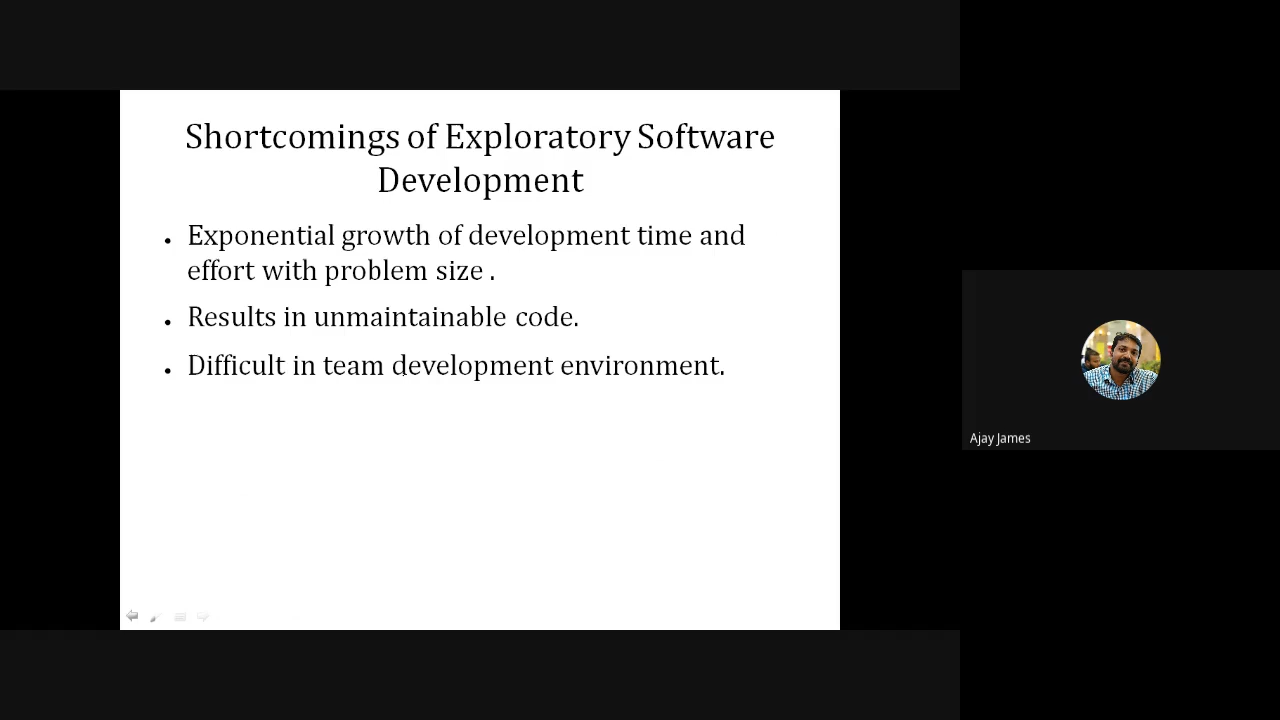 Shortcomings of Exploratory Software
Development
• Exponential growth of development time and
effort with problem size .
• Results in unmaintainable code.
• Difficult in team development environment.
Ajay James